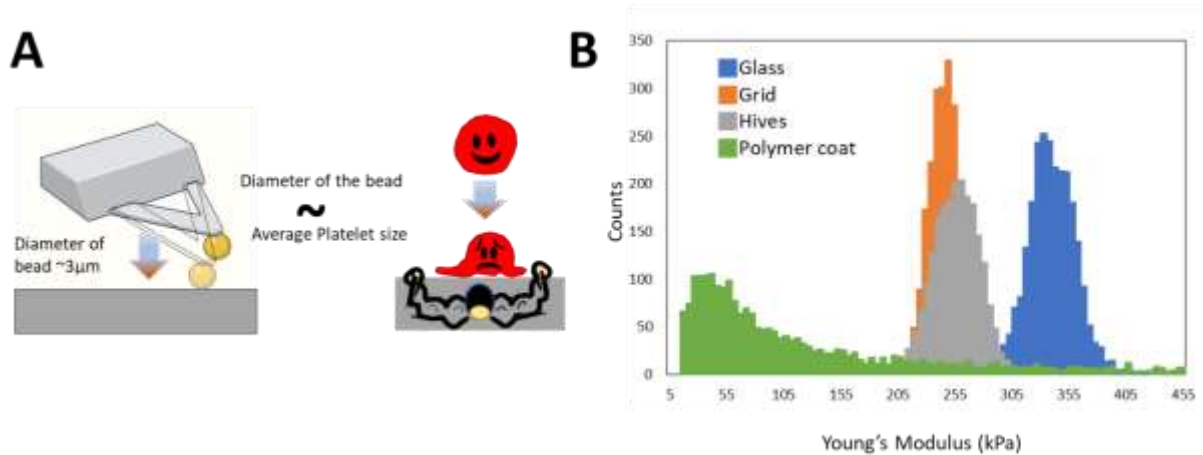 A
Diameter of
bead ~3µm
Diameter of the bead
~
Average Platelet size
B
350
300
250
200
150
100
50
0
Counts
Glass
Grid
Hives
Polymer coat
5 55 105 155 205 255 305 355 405 455
Young's Modulus (kPa)